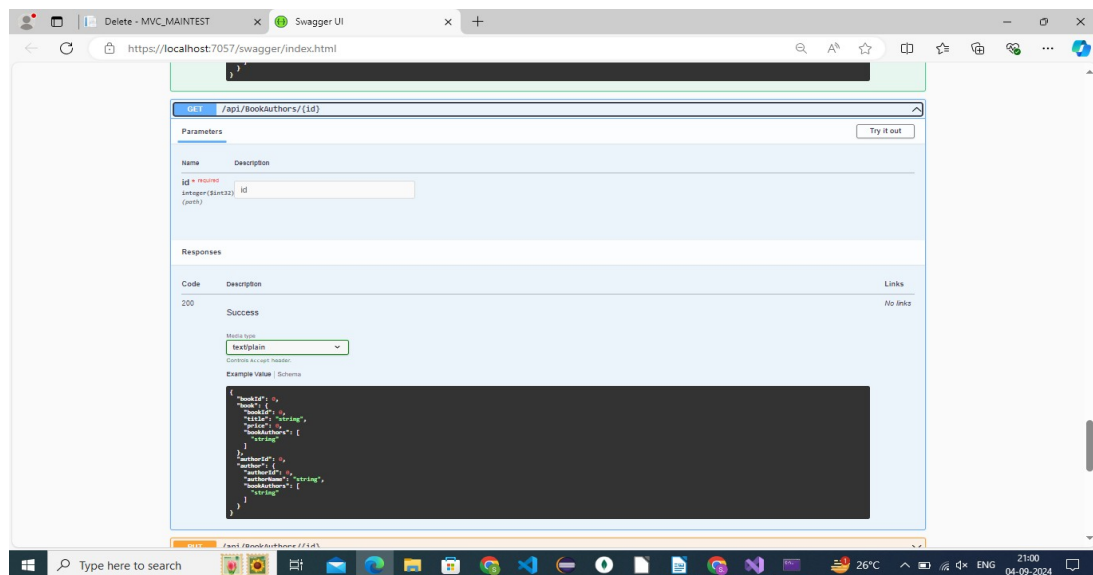 Delete - MVC_MAINTEST
Swagger UI
https://localhost:7057/swagger/index.html
}
}
GET /api/BookAuthors/{id}
Parameters
Try it out
Name Description
id * required
integer($int32)
(path)
id
Responses
Code Description Links
200 Success No links
Media type
text/plain
Controls Accept header.
Example Value | Schema
{
"bookId": 0,
"book": {
"bookId": 0,
"title": "string",
"price": 0,
"bookAuthors": [
"string"
]
},
"authorId": 0,
"author": {
"authorId": 0,
"authorName": "string",
"bookAuthors": [
"string"
]
}
}
PUT /api/BookAuthors/{id}
Type here to search
26°C
ENG
21:00
04-09-2024